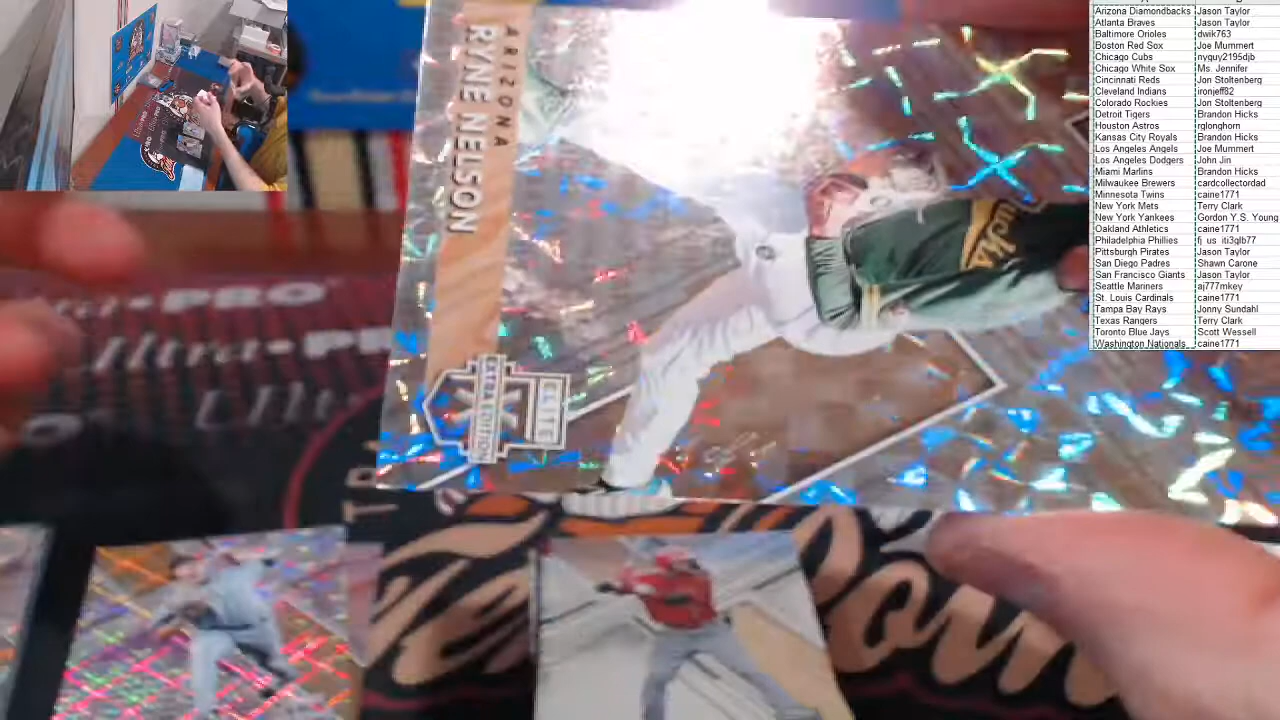 ARIZONA
RYNE NELSON
ELITE
EXTRA EDITION
ucks
Arizona Diamondbacks Jason Taylor
Atlanta Braves Jason Taylor
Baltimore Orioles dwik763
Boston Red Sox Joe Mummert
Chicago Cubs nyguy2195djb
Chicago White Sox Ms. Jennifer
Cincinnati Reds Jon Stoltenberg
Cleveland Indians ironjeff82
Colorado Rockies Jon Stoltenberg
Detroit Tigers Brandon Hicks
Houston Astros rglonghorn
Kansas City Royals Brandon Hicks
Los Angeles Angels Joe Mummert
Los Angeles Dodgers John Jin
Miami Marlins Brandon Hicks
Milwaukee Brewers cardcollectordad
Minnesota Twins caine1771
New York Mets Terry Clark
New York Yankees Gordon Y.S. Young
Oakland Athletics caine1771
Philadelphia Phillies fj_us_iti3glb77
Pittsburgh Pirates Jason Taylor
San Diego Padres Shawn Carone
San Francisco Giants Jason Taylor
Seattle Mariners aj777mkey
St. Louis Cardinals caine1771
Tampa Bay Rays Jonny Sundahl
Texas Rangers Terry Clark
Toronto Blue Jays Scott Wessell
Washington Nationals caine1771
PRO
Ultra-PR